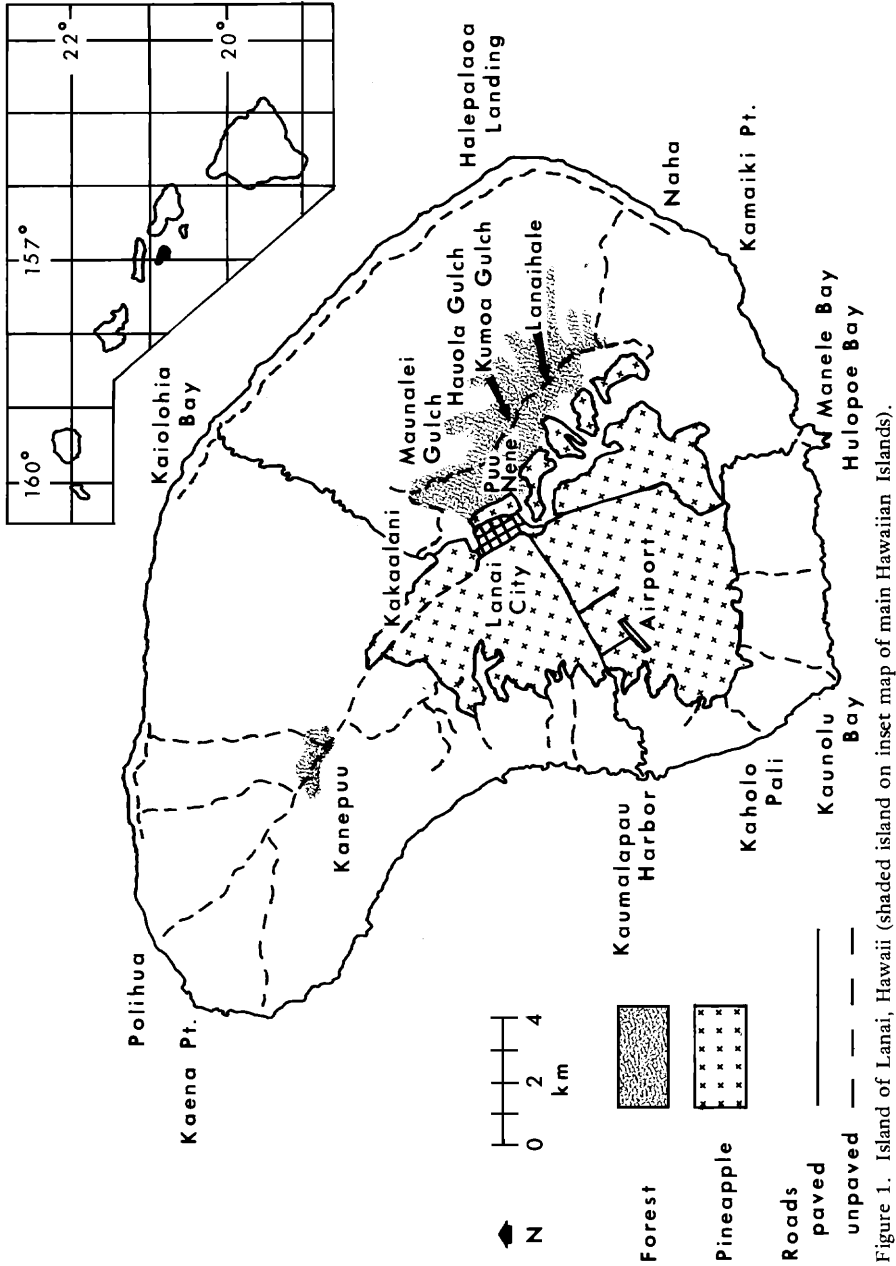 160°
157°
22°
20°
Polihua
Kaena Pt.
Kaiolohia
Bay
Kanepuu
Kakaalani
Maunalei
Gulch
Hauola Gulch
Kumoa Gulch
Lanaihale
Puu
Nene
Halepalaoa
Landing
Lanai
City
Airport
Naha
Kamaiki Pt.
Kaumalapau
Harbor
Kaholo
Pali
Kaunolu
Bay
Manele Bay
Hulopoe Bay
N
0 2 4
km
Forest
Pineapple
Roads
paved
unpaved
Figure 1. Island of Lanai, Hawaii (shaded island on inset map of main Hawaiian Islands).